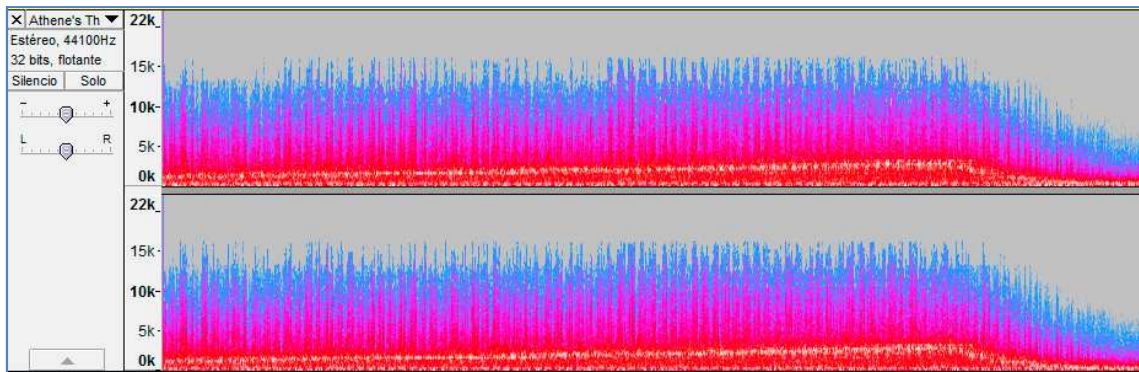 Athene's Th
Estéreo, 44100Hz
32 bits, flotante
Silencio Solo
- +
L R
22k
15k
10k
5k
0k
22k
15k
10k
5k
0k